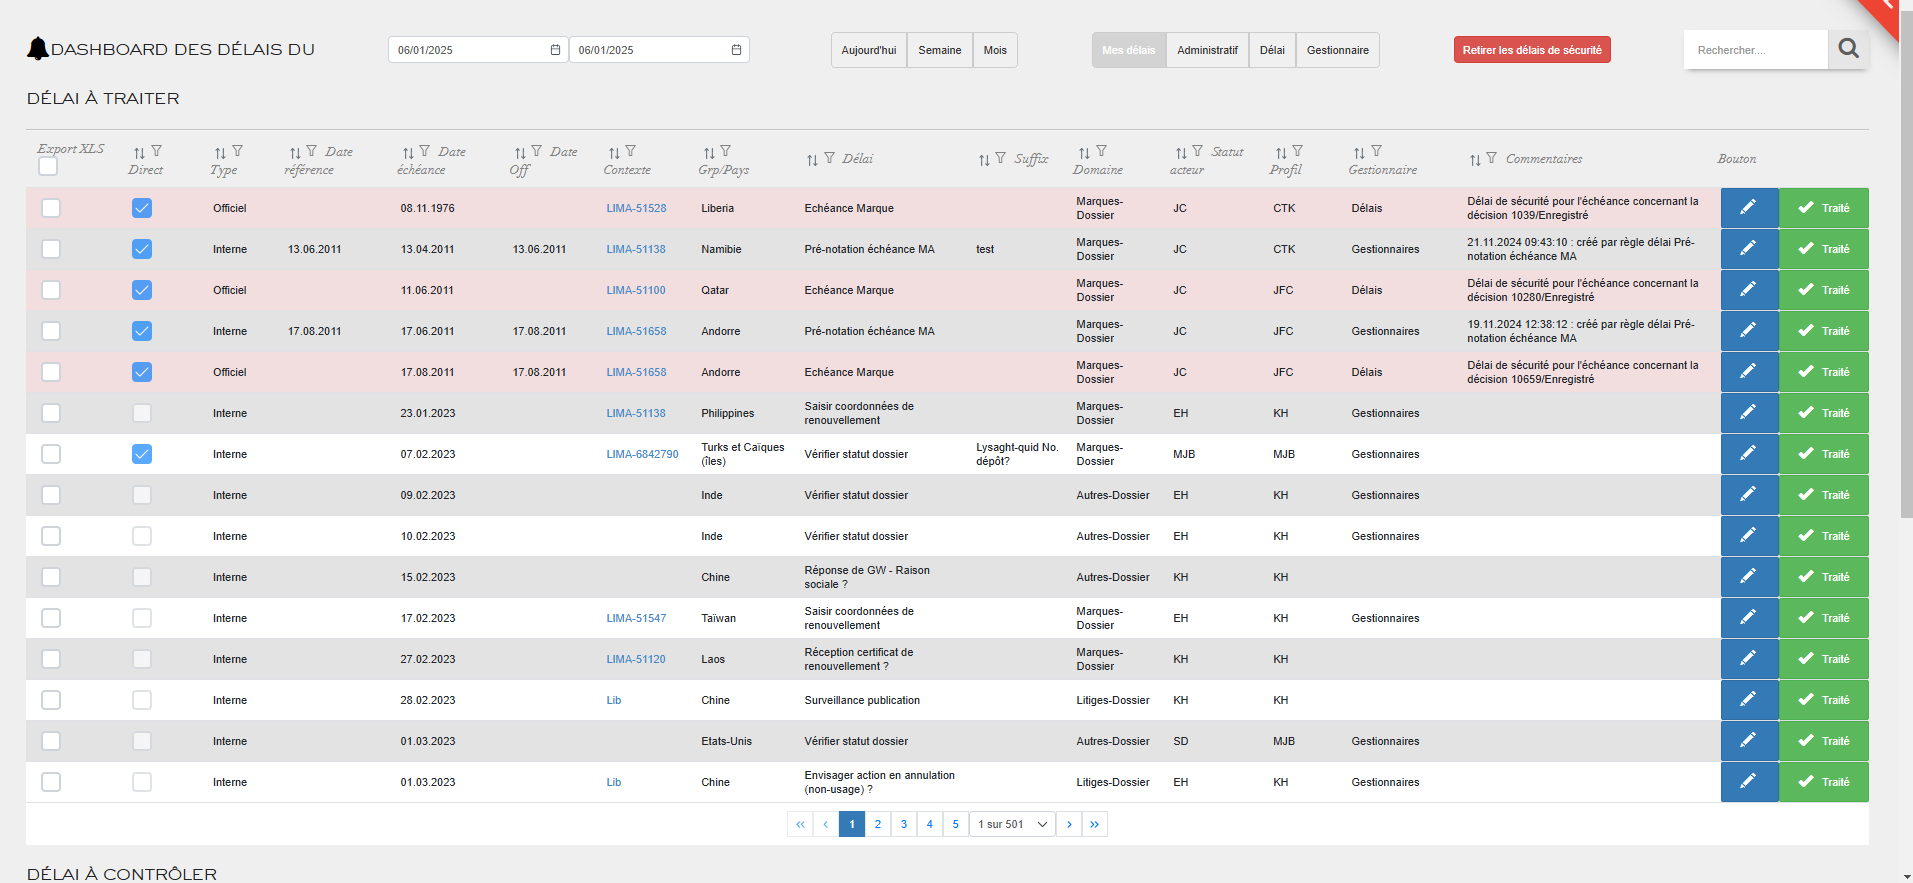 DASHBOARD DES DÉLAIS DU 06/01/2025 06/01/2025 Aujourd'hui Semaine Mois Mes délais Administratif Délai Gestionnaire Retirer les délais de sécurité Rechercher....
DÉLAI À TRAITER
Export XLS Direct Type Date référence Date échéance Date Off Contexte Grp/Pays Délai Suffix Domaine Statut acteur Profil Gestionnaire Commentaires Bouton
Officiel 08.11.1976 LIMA-51528 Liberia Echéance Marque Marques-Dossier JC CTK Délais Délai de sécurité pour l'échéance concernant la décision 1039/Enregistré Traité
Interne 13.06.2011 13.04.2011 13.06.2011 LIMA-51138 Namibie Pré-notation échéance MA test Marques-Dossier JC CTK Gestionnaires 21.11.2024 09:43:10 : créé par règle délai Pré-notation échéance MA Traité
Officiel 11.06.2011 LIMA-51100 Qatar Echéance Marque Marques-Dossier JC JFC Délais Délai de sécurité pour l'échéance concernant la décision 10280/Enregistré Traité
Interne 17.08.2011 17.06.2011 17.08.2011 LIMA-51658 Andorre Pré-notation échéance MA Marques-Dossier JC JFC Gestionnaires 19.11.2024 12:38:12 : créé par règle délai Pré-notation échéance MA Traité
Officiel 17.08.2011 17.08.2011 LIMA-51658 Andorre Echéance Marque Marques-Dossier JC JFC Délais Délai de sécurité pour l'échéance concernant la décision 10659/Enregistré Traité
Interne 23.01.2023 LIMA-51138 Philippines Saisir coordonnées de renouvellement Marques-Dossier EH KH Gestionnaires Traité
Interne 07.02.2023 LIMA-6842790 Turks et Caïques (îles) Vérifier statut dossier Lysaght-quid No. dépôt? Marques-Dossier MJB MJB Gestionnaires Traité
Interne 09.02.2023 Inde Vérifier statut dossier Autres-Dossier EH KH Gestionnaires Traité
Interne 10.02.2023 Inde Vérifier statut dossier Autres-Dossier EH KH Gestionnaires Traité
Interne 15.02.2023 Chine Réponse de GW - Raison sociale ? Autres-Dossier KH KH Traité
Interne 17.02.2023 LIMA-51547 Taïwan Saisir coordonnées de renouvellement Marques-Dossier EH KH Gestionnaires Traité
Interne 27.02.2023 LIMA-51120 Laos Réception certificat de renouvellement ? Marques-Dossier KH KH Traité
Interne 28.02.2023 Lib Chine Surveillance publication Litiges-Dossier KH KH Traité
Interne 01.03.2023 Etats-Unis Vérifier statut dossier Autres-Dossier SD MJB Gestionnaires Traité
Interne 01.03.2023 Lib Chine Envisager action en annulation (non-usage) ? Litiges-Dossier EH KH Gestionnaires Traité
« ‹ 1 2 3 4 5 1 sur 501 › »
DÉLAI À CONTRÔLER